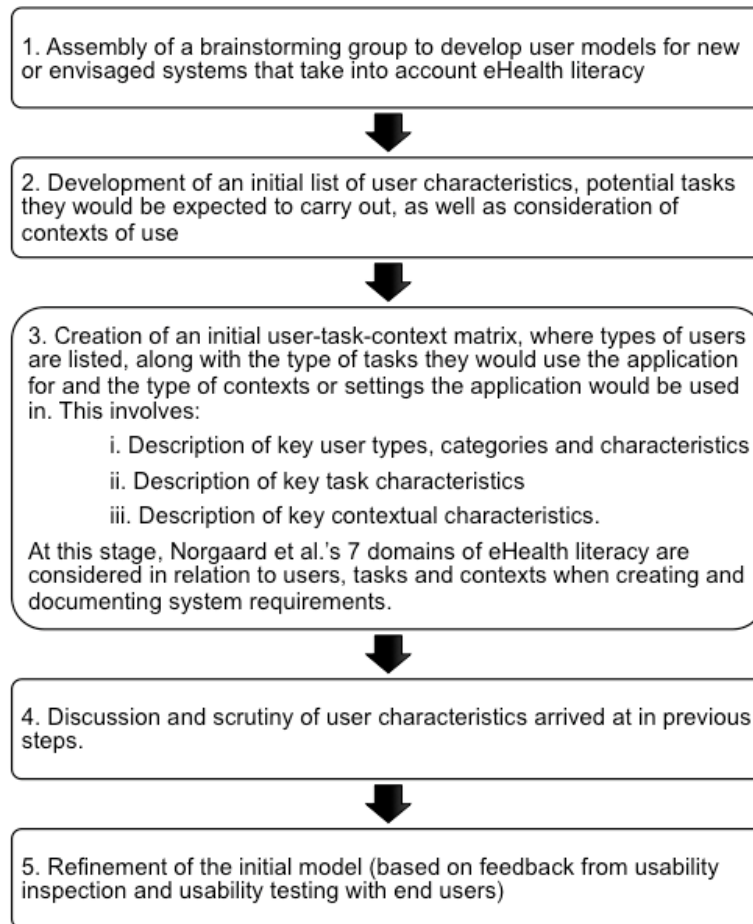 1. Assembly of a brainstorming group to develop user models for new
or envisaged systems that take into account eHealth literacy
2. Development of an initial list of user characteristics, potential tasks
they would be expected to carry out, as well as consideration of
contexts of use
3. Creation of an initial user-task-context matrix, where types of users
are listed, along with the type of tasks they would use the application
for and the type of contexts or settings the application would be used
in. This involves:
i. Description of key user types, categories and characteristics
ii. Description of key task characteristics
iii. Description of key contextual characteristics.
At this stage, Norgaard et al.'s 7 domains of eHealth literacy are
considered in relation to users, tasks and contexts when creating and
documenting system requirements.
4. Discussion and scrutiny of user characteristics arrived at in previous
steps.
5. Refinement of the initial model (based on feedback from usability
inspection and usability testing with end users)